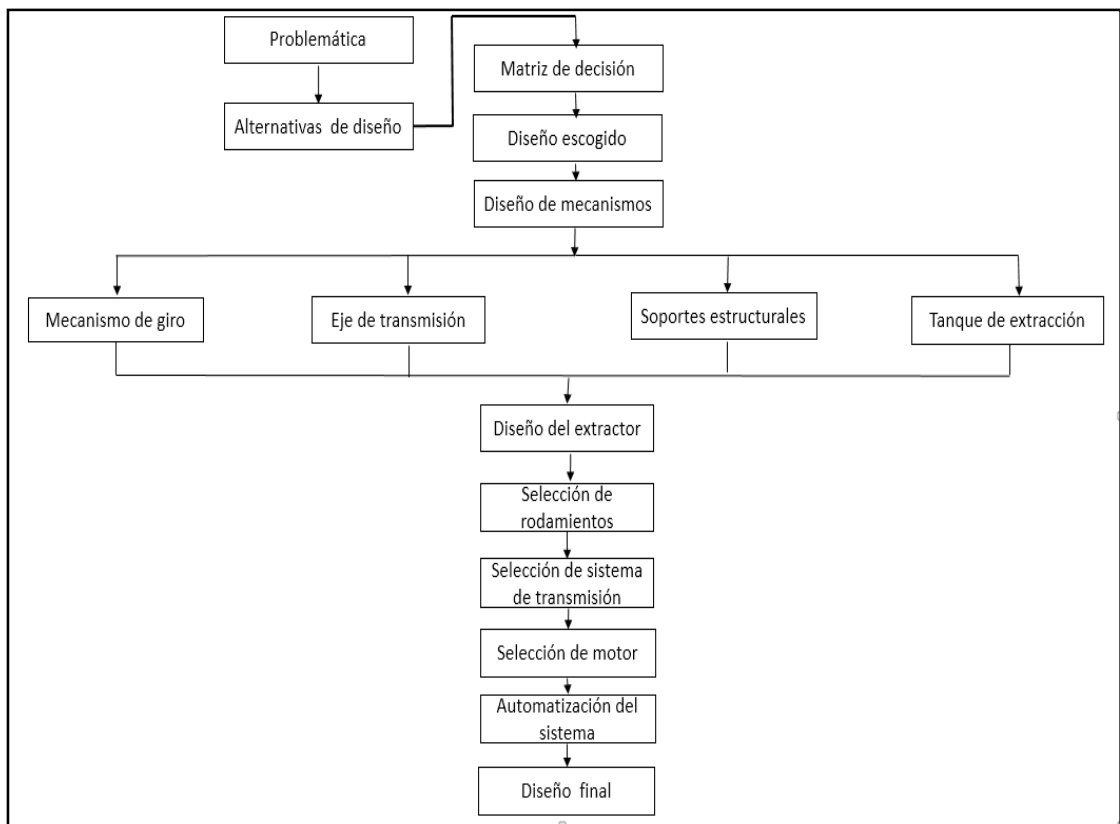 Problemática
Alternativas de diseño
Matriz de decisión
Diseño escogido
Diseño de mecanismos
Mecanismo de giro
Eje de transmisión
Soportes estructurales
Tanque de extracción
Diseño del extractor
Selección de
rodamientos
Selección de sistema
de transmisión
Selección de motor
Automatización del
sistema
Diseño final